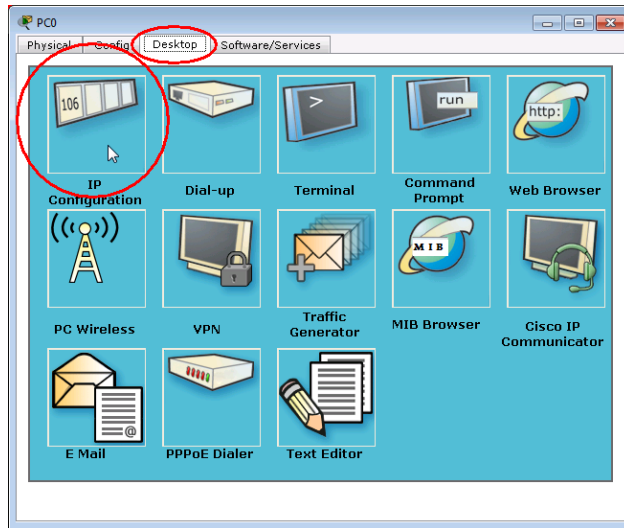 PC0
Physical Config Desktop Software/Services
106
>
run
http:
IP
Configuration
Dial-up
Terminal
Command
Prompt
Web Browser
MIB
PC Wireless
VPN
Traffic
Generator
MIB Browser
Cisco IP
Communicator
@
E Mail
PPPoE Dialer
Text Editor